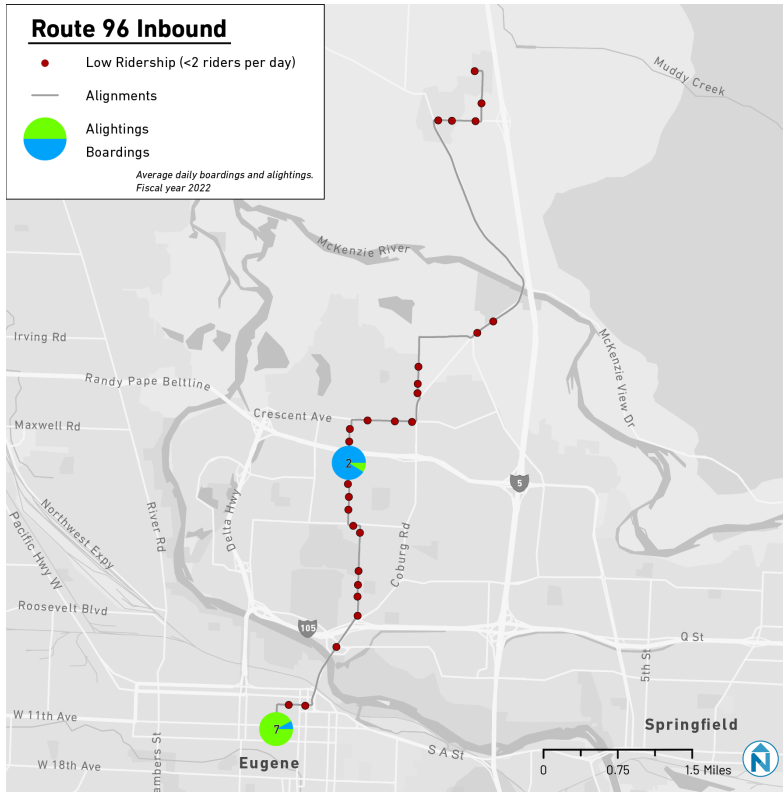 Route 96 Inbound
Low Ridership (<2 riders per day)
Alignments
Alightings
Boardings
Average daily boardings and alightings.
Fiscal year 2022
Muddy Creek
McKenzie River
Irving Rd
McKenzie View Dr
Randy Pape Beltline
Crescent Ave
Maxwell Rd
2
5
Delta Hwy
River Rd
Northwest Expy
Pacific Hwy W
Coburg Rd
Roosevelt Blvd
105
Q St
5th St
W 11th Ave
7
Springfield
S A St
ambers St
Eugene
W 18th Ave
0 0.75 1.5 Miles
N